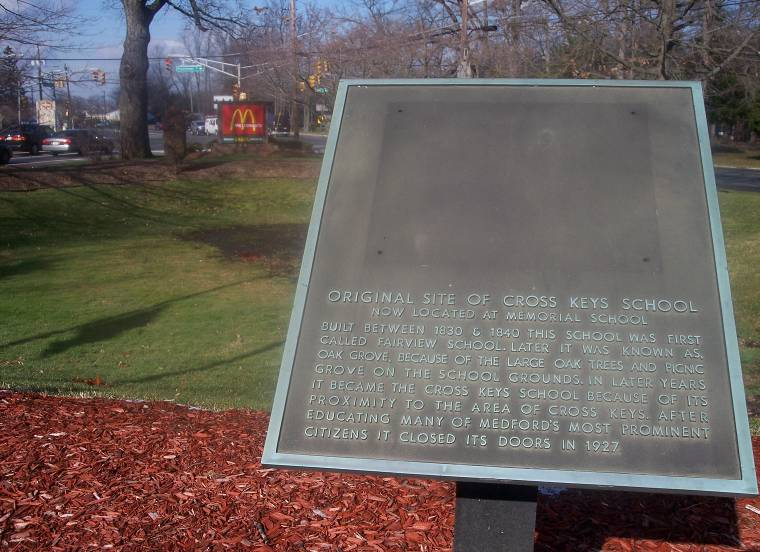 ORIGINAL SITE OF CROSS KEYS SCHOOL
NOW LOCATED AT MEMORIAL SCHOOL
BUILT BETWEEN 1830 & 1840 THIS SCHOOL WAS FIRST
CALLED FAIRVIEW SCHOOL. LATER IT WAS KNOWN AS,
OAK GROVE, BECAUSE OF THE LARGE OAK TREES AND PICNIC
GROVE ON THE SCHOOL GROUNDS. IN LATER YEARS
IT BECAME THE CROSS KEYS SCHOOL BECAUSE OF ITS
PROXIMITY TO THE AREA OF CROSS KEYS. AFTER
EDUCATING MANY OF MEDFORD'S MOST PROMINENT
CITIZENS IT CLOSED ITS DOORS IN 1927.